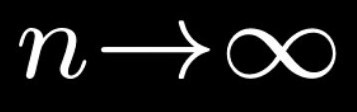 n → ∞